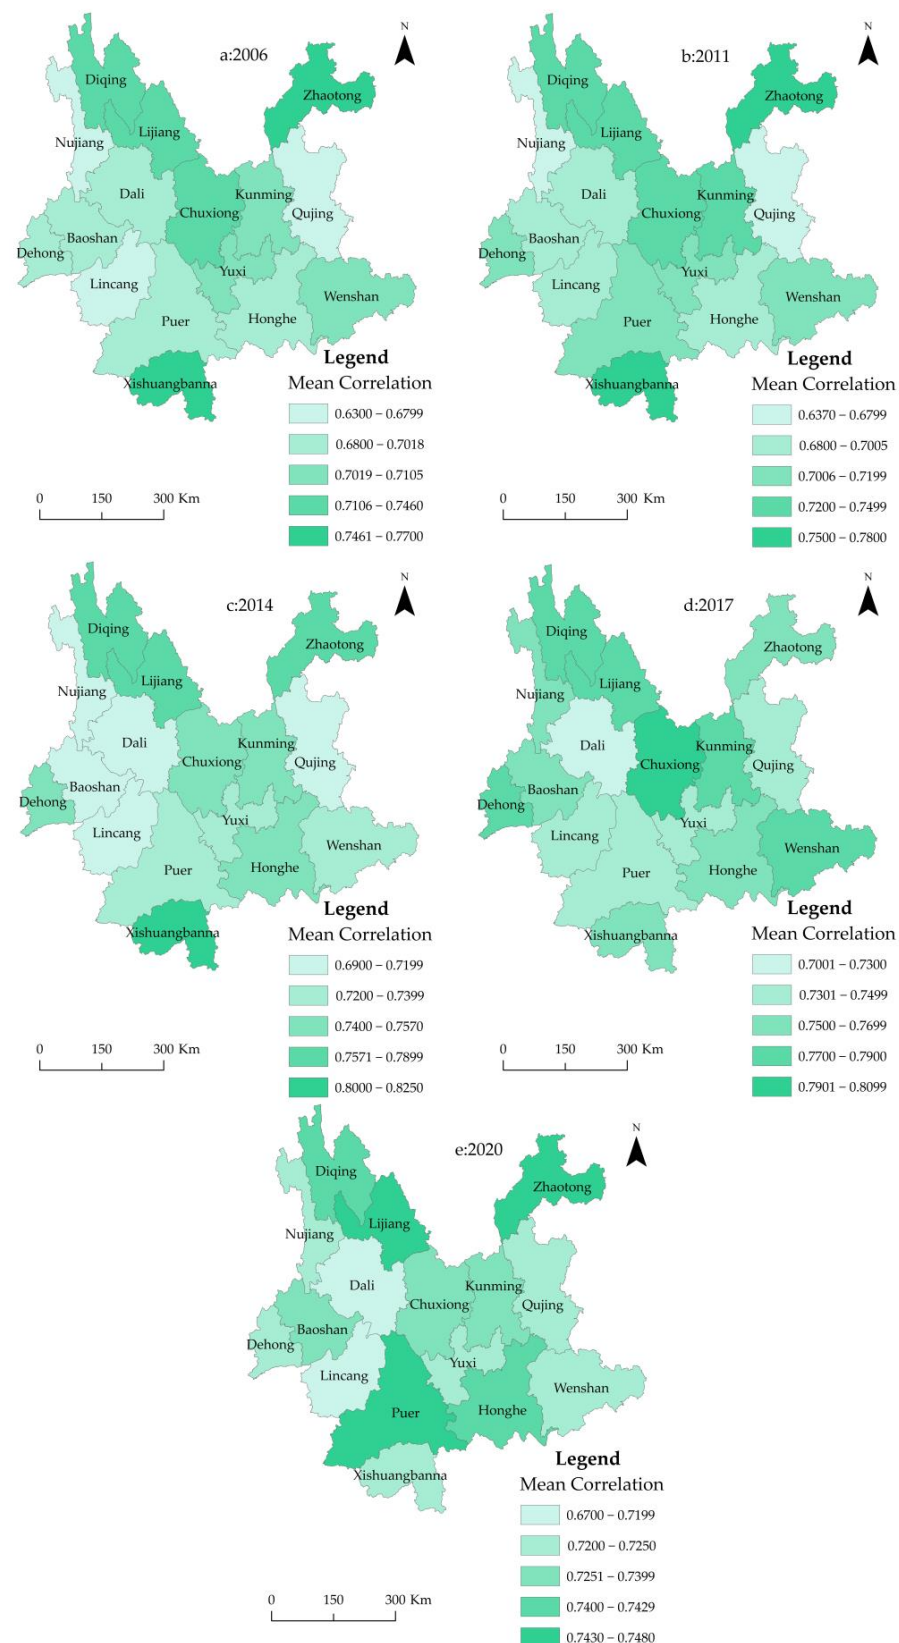 N
a:2006
Diqing
Zhaotong
Lijiang
Nujiang
Dali
Kunming
Chuxiong
Qujing
Baoshan
Dehong
Yuxi
Lincang
Wenshan
Puer
Honghe
Xishuangbanna
Legend
Mean Correlation
0.6300 – 0.6799
0.6800 – 0.7018
0.7019 – 0.7105
0.7106 – 0.7460
0.7461 – 0.7700
0 150 300 Km
N
b:2011
Diqing
Zhaotong
Lijiang
Nujiang
Dali
Kunming
Chuxiong
Qujing
Baoshan
Dehong
Yuxi
Lincang
Wenshan
Puer
Honghe
Xishuangbanna
Legend
Mean Correlation
0.6370 – 0.6799
0.6800 – 0.7005
0.7006 – 0.7199
0.7200 – 0.7499
0.7500 – 0.7800
0 150 300 Km
N
c:2014
Diqing
Zhaotong
Lijiang
Nujiang
Dali
Kunming
Chuxiong
Qujing
Baoshan
Dehong
Yuxi
Lincang
Wenshan
Puer
Honghe
Xishuangbanna
Legend
Mean Correlation
0.6900 – 0.7199
0.7200 – 0.7399
0.7400 – 0.7570
0.7571 – 0.7899
0.8000 – 0.8250
0 150 300 Km
N
d:2017
Diqing
Zhaotong
Lijiang
Nujiang
Dali
Kunming
Chuxiong
Qujing
Baoshan
Dehong
Yuxi
Lincang
Wenshan
Puer
Honghe
Xishuangbanna
Legend
Mean Correlation
0.7001 – 0.7300
0.7301 – 0.7499
0.7500 – 0.7699
0.7700 – 0.7900
0.7901 – 0.8099
0 150 300 Km
N
e:2020
Diqing
Zhaotong
Lijiang
Nujiang
Dali
Kunming
Chuxiong
Qujing
Baoshan
Dehong
Yuxi
Lincang
Wenshan
Puer
Honghe
Xishuangbanna
Legend
Mean Correlation
0.6700 – 0.7199
0.7200 – 0.7250
0.7251 – 0.7399
0.7400 – 0.7429
0.7430 – 0.7480
0 150 300 Km